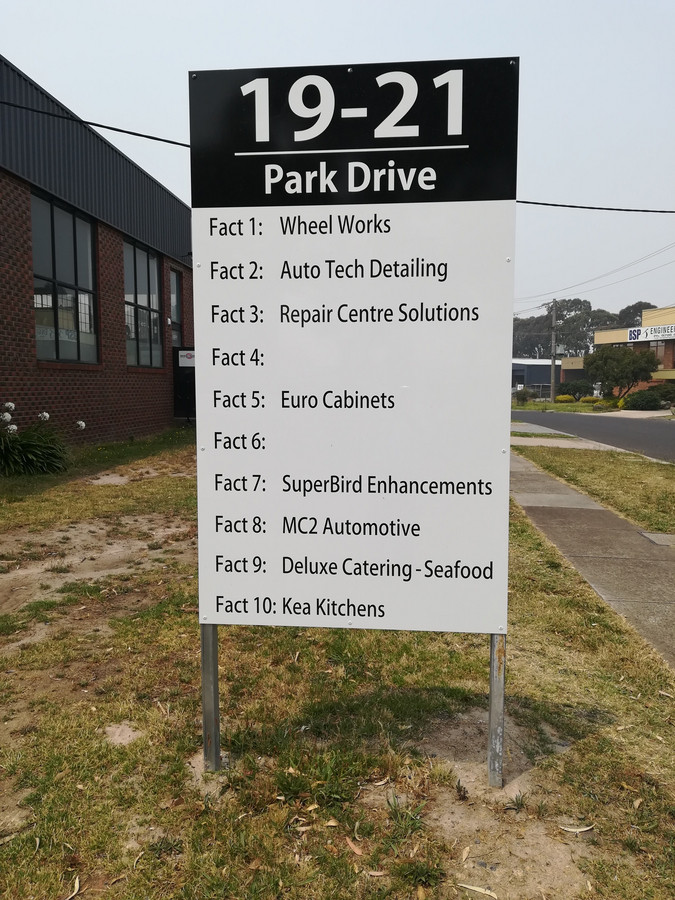 19-21
Park Drive
Fact 1: Wheel Works
Fact 2: Auto Tech Detailing
Fact 3: Repair Centre Solutions
Fact 4:
Fact 5: Euro Cabinets
Fact 6:
Fact 7: SuperBird Enhancements
Fact 8: MC2 Automotive
Fact 9: Deluxe Catering - Seafood
Fact 10: Kea Kitchens
BSP ENGINEE